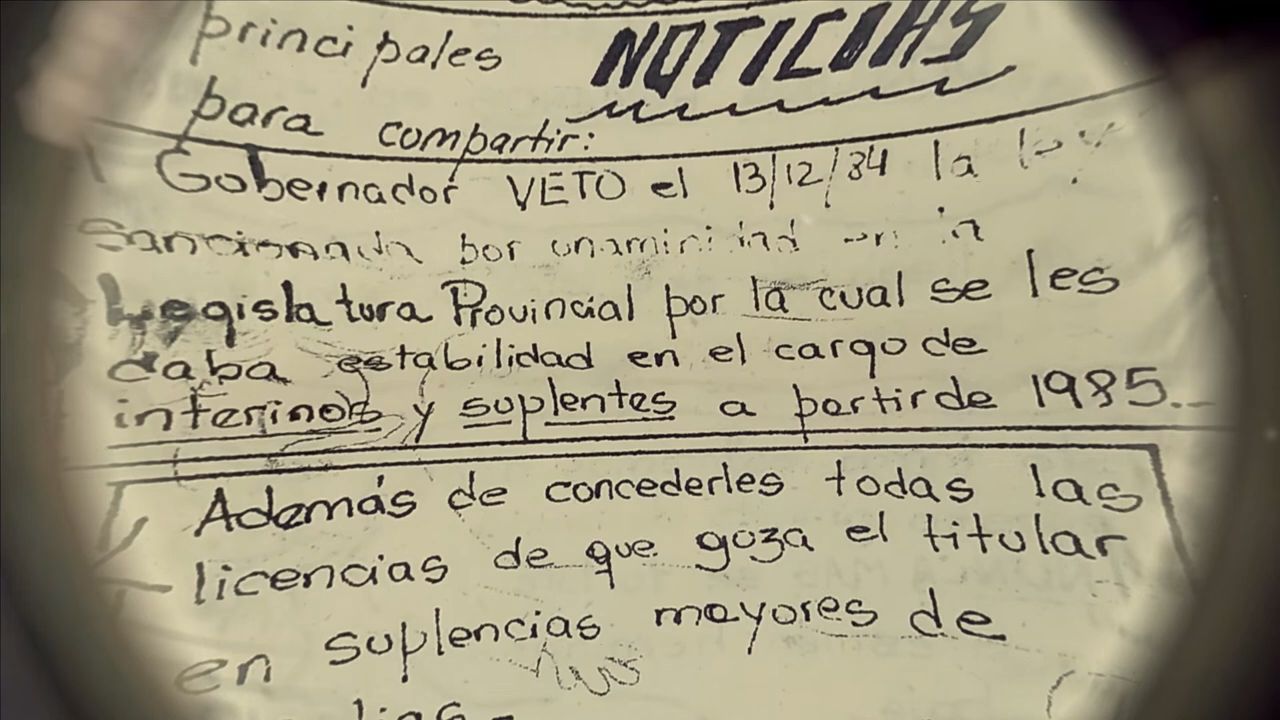 principales NOTICIAS
para compartir:
Gobernador VETO el 13/12/84 la ley
Sancionada por unaminidad en la
Legislatura Provincial por la cual se les
daba estabilidad en el cargo de
interinos y suplentes a partir de 1985.-
Además de concederles todas las
licencias de que goza el titular
en suplencias mayores de